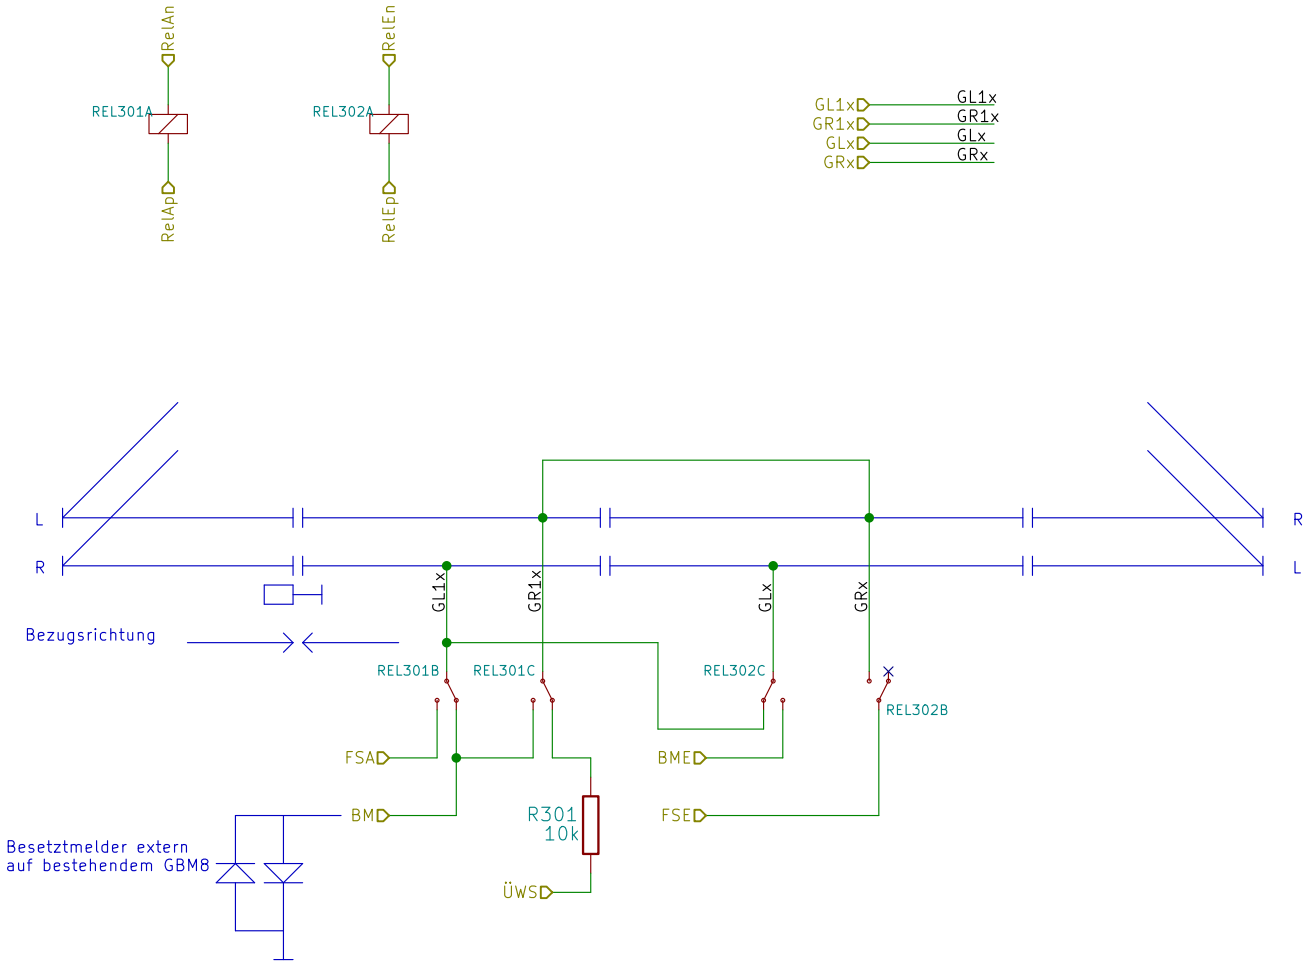 RelAn
RelEn
REL301A
REL302A
RelAp
RelEp
GL1x
GL1x
GR1x
GR1x
GLx
GLx
GRx
GRx
L
R
R
L
GL1x
GR1x
GLx
GRx
Bezugsrichtung
REL301B
REL301C
REL302C
REL302B
FSA
BME
BM
FSE
R301
10k
Besetztmelder extern
auf bestehendem GBM8
ÜWS